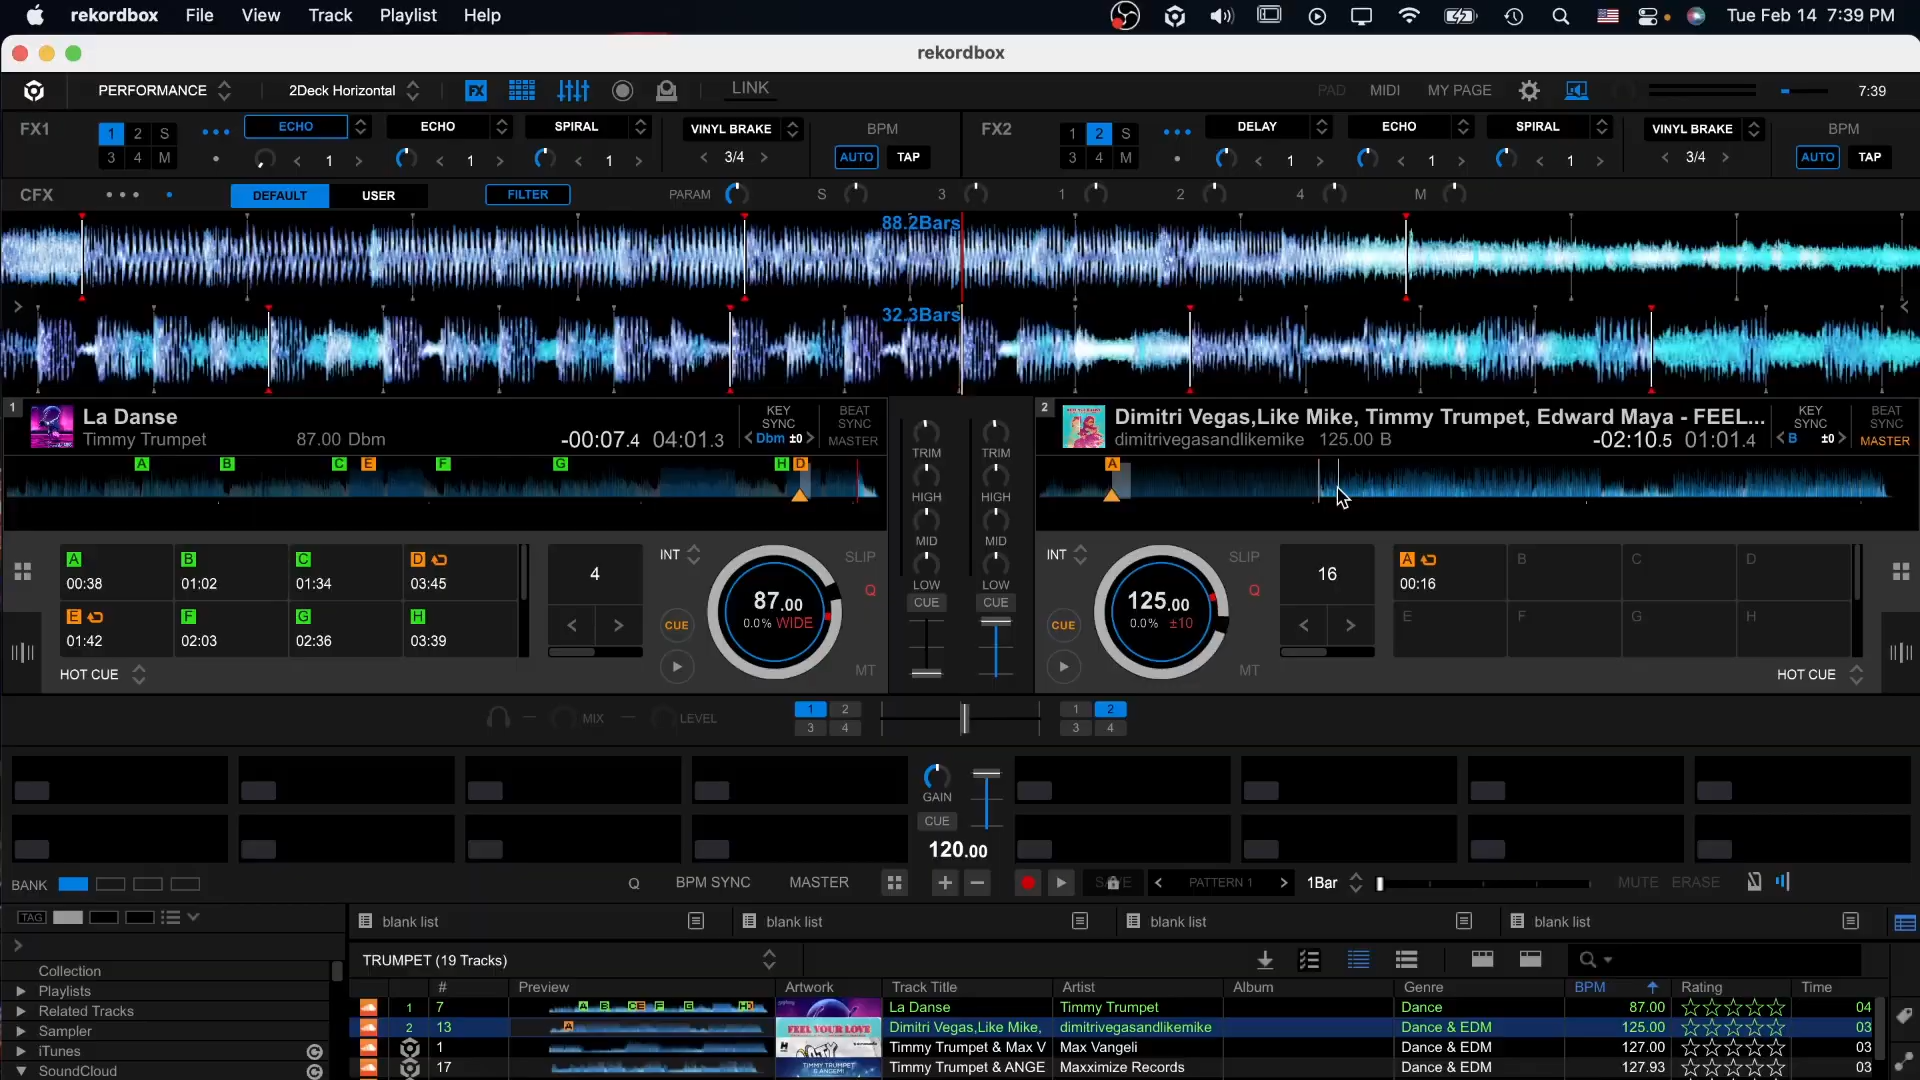 rekordbox File View Track Playlist Help Tue Feb 14 7:39 PM
rekordbox
PERFORMANCE 2Deck Horizontal FX LINK PAD MIDI MY PAGE 7:39
FX1 1 2 S 3 4 M ECHO 1 ECHO 1 SPIRAL 1 VINYL BRAKE 3/4 BPM AUTO TAP
FX2 1 2 S 3 4 M DELAY 1 ECHO 1 SPIRAL 1 VINYL BRAKE 3/4 BPM AUTO TAP
CFX DEFAULT USER FILTER PARAM S 3 1 2 4 M
88.2Bars
32.3Bars
1 La Danse KEY SYNC BEAT SYNC
Timmy Trumpet 87.00 Dbm -00:07.4 04:01.3 Dbm ±0 MASTER
A B C E F G H D
2 Dimitri Vegas,Like Mike, Timmy Trumpet, Edward Maya - FEEL... KEY SYNC BEAT SYNC
dimitrivegasandlikemike 125.00 B -02:10.5 01:01.4 B ±0 MASTER
A
A 00:38 B 01:02 C 01:34 D 03:45
E 01:42 F 02:03 G 02:36 H 03:39
HOT CUE
4 INT CUE 87.00 0.0% WIDE SLIP Q MT
TRIM TRIM
HIGH HIGH
MID MID
LOW LOW
CUE CUE
INT CUE 125.00 0.0% ±10 SLIP Q MT 16
A 00:16 B C D
E F G H
HOT CUE
MIX LEVEL 1 2 3 4 1 2 3 4
GAIN
CUE
120.00
BANK Q BPM SYNC MASTER SAVE PATTERN 1 1Bar MUTE ERASE
TAG blank list blank list blank list blank list
TRUMPET (19 Tracks)
Collection
Playlists
Related Tracks
Sampler
iTunes
SoundCloud
# Preview Artwork Track Title Artist Album Genre BPM Rating Time
1 7 A B C E F G H D La Danse Timmy Trumpet Dance 87.00 04
2 13 A FEEL YOUR LOVE Dimitri Vegas,Like Mike, dimitrivegasandlikemike Dance & EDM 125.00 03
1 Timmy Trumpet & Max V Max Vangeli Dance & EDM 127.00 03
17 TIMMY TRUMPET & ANGEMI Timmy Trumpet & ANGE Maxximize Records Dance & EDM 127.93 03